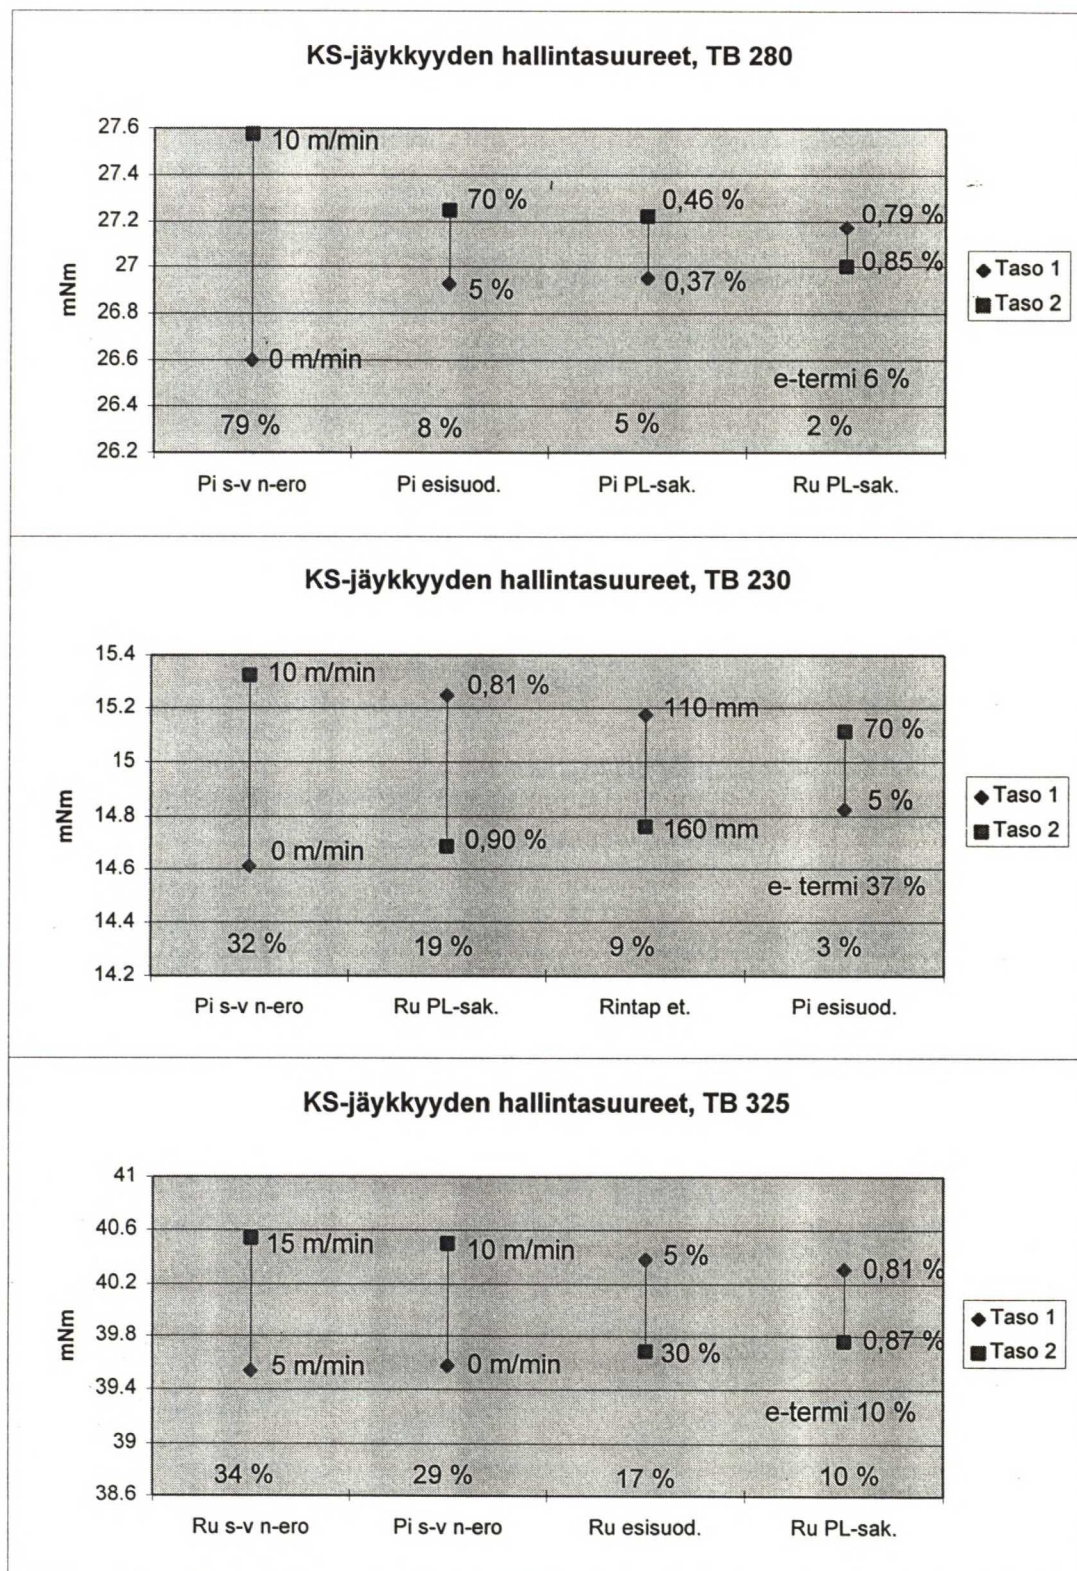 KS-jäykkyyden hallintasuureet, TB 280
27.6
27.4
27.2
27
26.8
26.6
26.4
26.2
mNm
10 m/min
0 m/min
70 %
5 %
0,46 %
0,37 %
0,79 %
0,85 %
e-termi 6 %
79 %
8 %
5 %
2 %
Pi s-v n-ero
Pi esisuod.
Pi PL-sak.
Ru PL-sak.
Taso 1
Taso 2
KS-jäykkyyden hallintasuureet, TB 230
15.4
15.2
15
14.8
14.6
14.4
14.2
mNm
10 m/min
0 m/min
0,81 %
0,90 %
110 mm
160 mm
70 %
5 %
e- termi 37 %
32 %
19 %
9 %
3 %
Pi s-v n-ero
Ru PL-sak.
Rintap et.
Pi esisuod.
Taso 1
Taso 2
KS-jäykkyyden hallintasuureet, TB 325
41
40.6
40.2
39.8
39.4
39
38.6
mNm
15 m/min
5 m/min
10 m/min
0 m/min
5 %
30 %
0,81 %
0,87 %
e-termi 10 %
34 %
29 %
17 %
10 %
Ru s-v n-ero
Pi s-v n-ero
Ru esisuod.
Ru PL-sak.
Taso 1
Taso 2